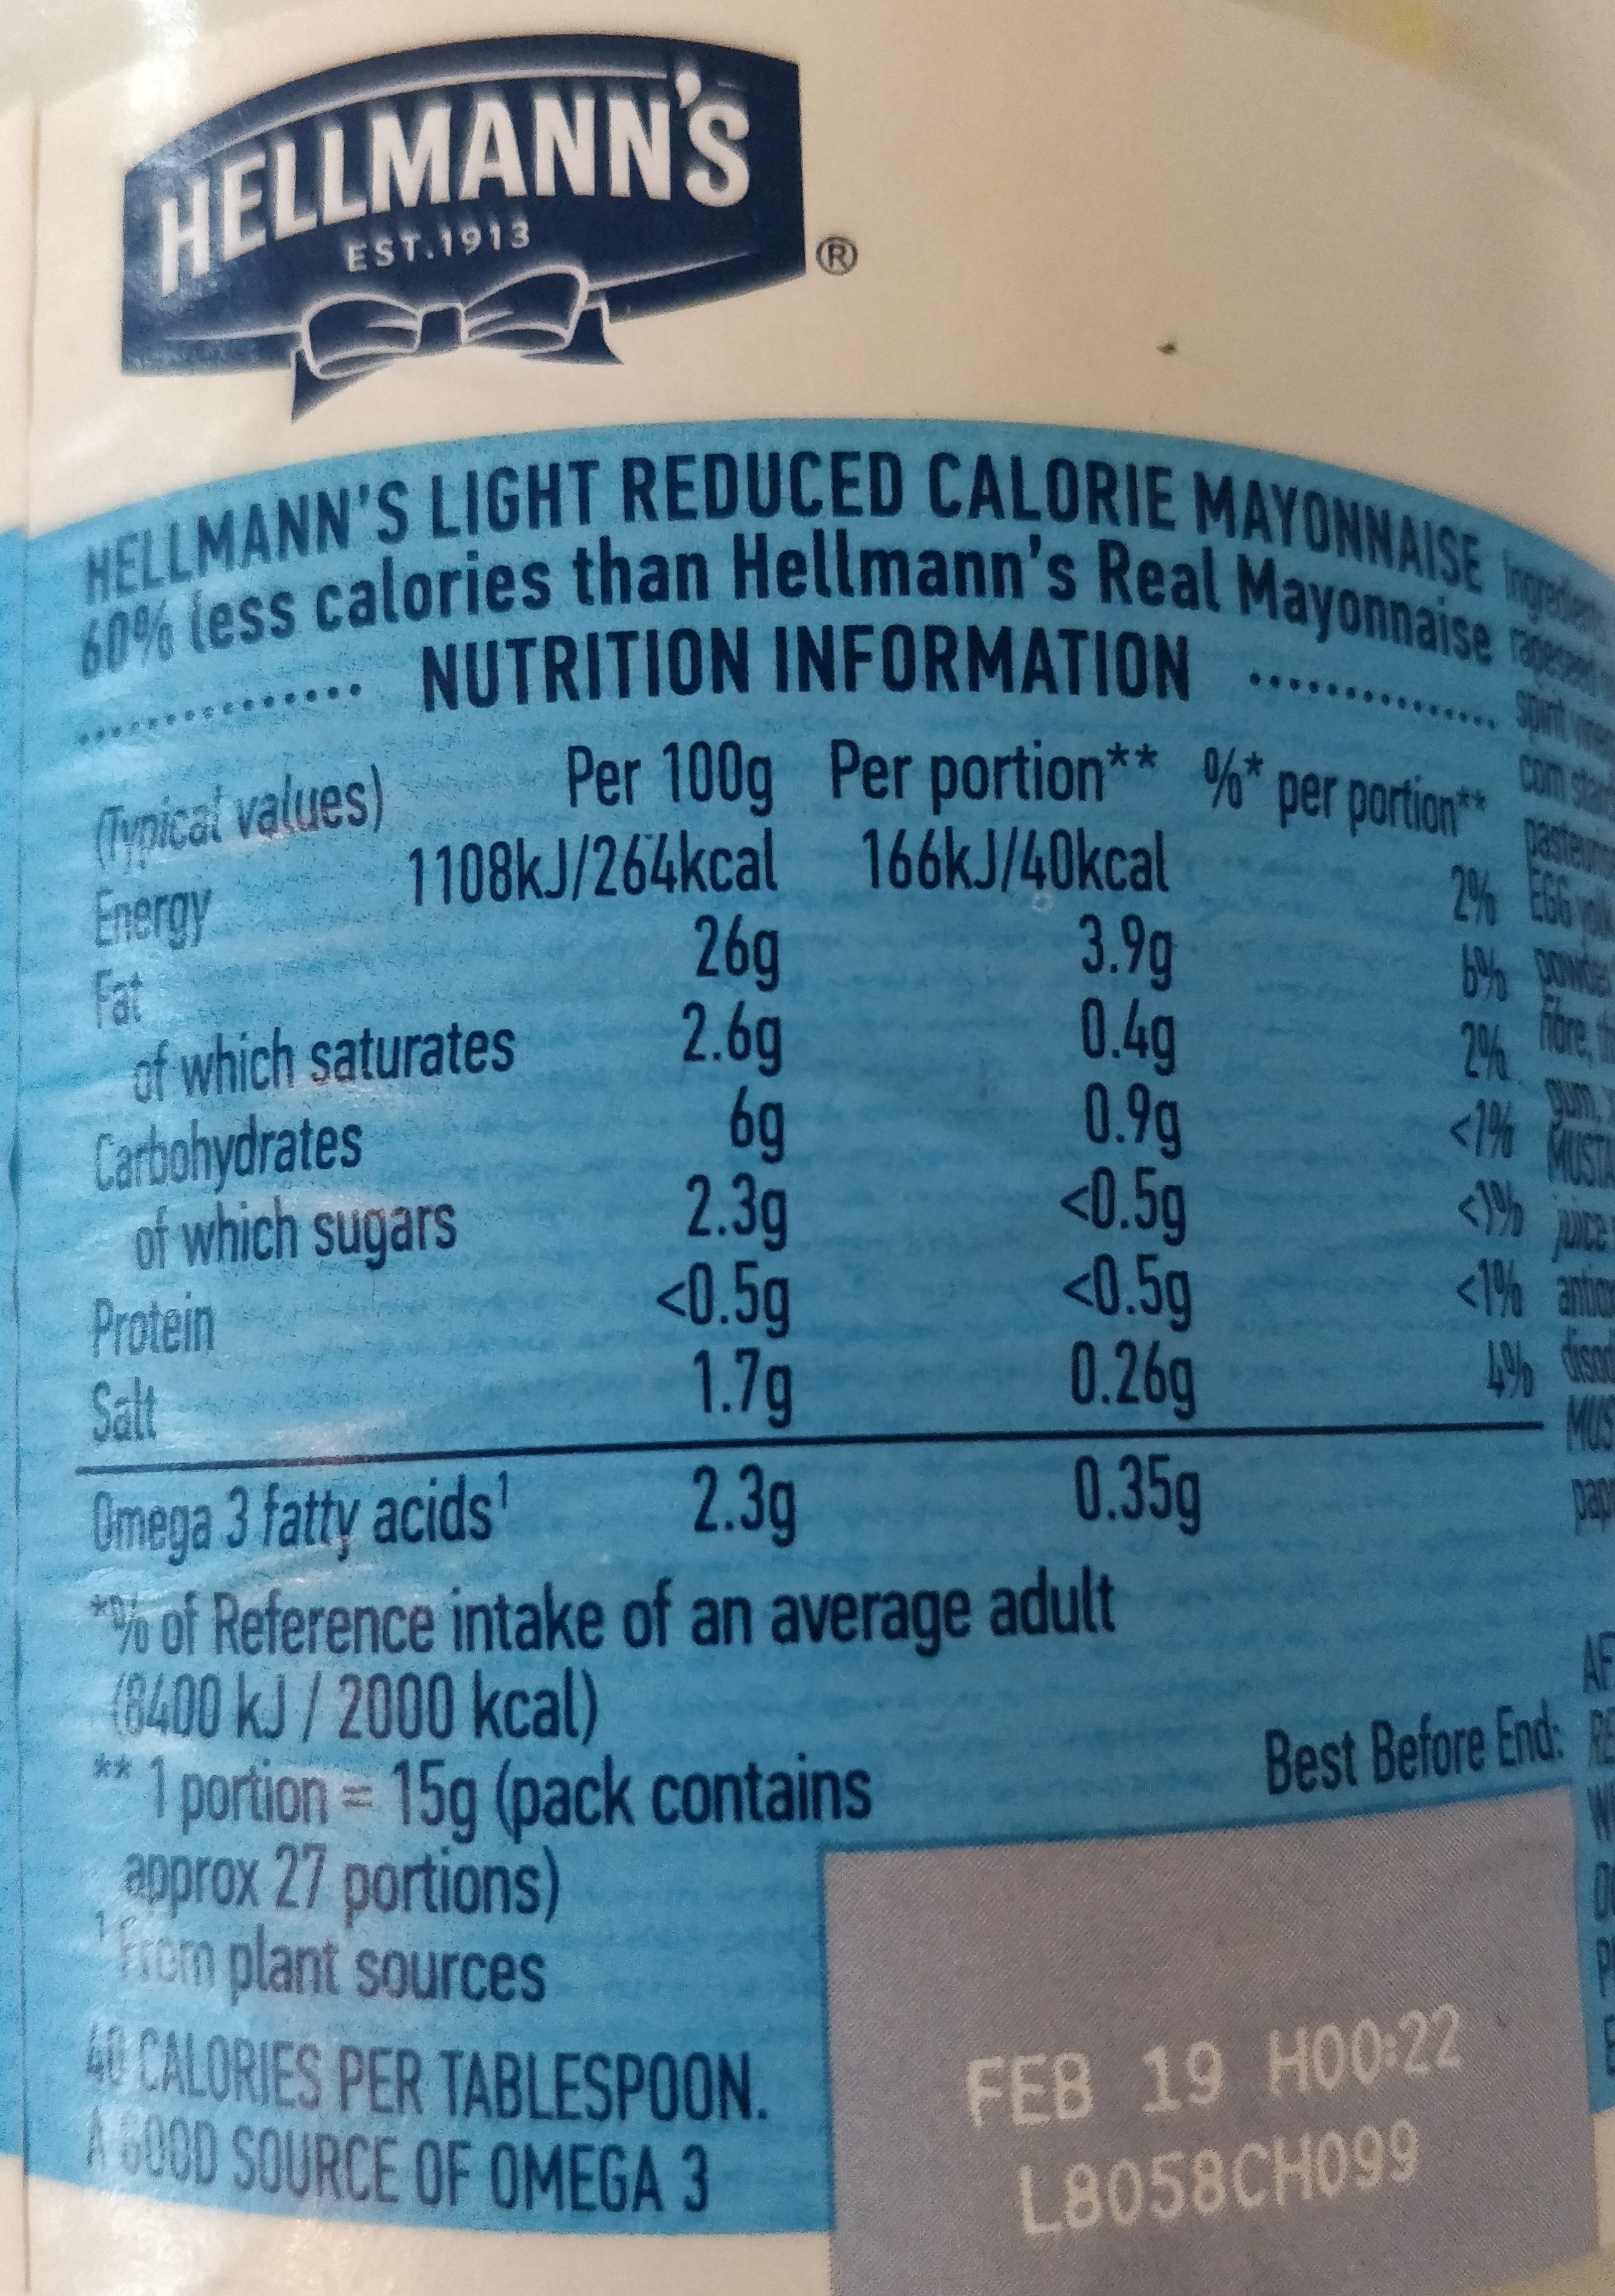 HELLMANN'S
EST.1913
®
HELLMANN'S LIGHT REDUCED CALORIE MAYONNAISE
60% less calories than Hellmann's Real Mayonnaise
NUTRITION INFORMATION
(Typical values) Per 100g Per portion** %* per portion**
Energy 1108kJ/264kcal 166kJ/40kcal 2%
Fat 26g 3.9g 6%
of which saturates 2.6g 0.4g 2%
Carbohydrates 6g 0.9g <1%
of which sugars 2.3g <0.5g <1%
Protein <0.5g <0.5g <1%
Salt 1.7g 0.26g 4%
Omega 3 fatty acids¹ 2.3g 0.35g
*% of Reference intake of an average adult
(8400 kJ / 2000 kcal)
** 1 portion = 15g (pack contains
approx 27 portions)
¹ From plant sources
40 CALORIES PER TABLESPOON.
A GOOD SOURCE OF OMEGA 3
Best Before End:
FEB 19 H00:22
L8058CH099
EGG
juice